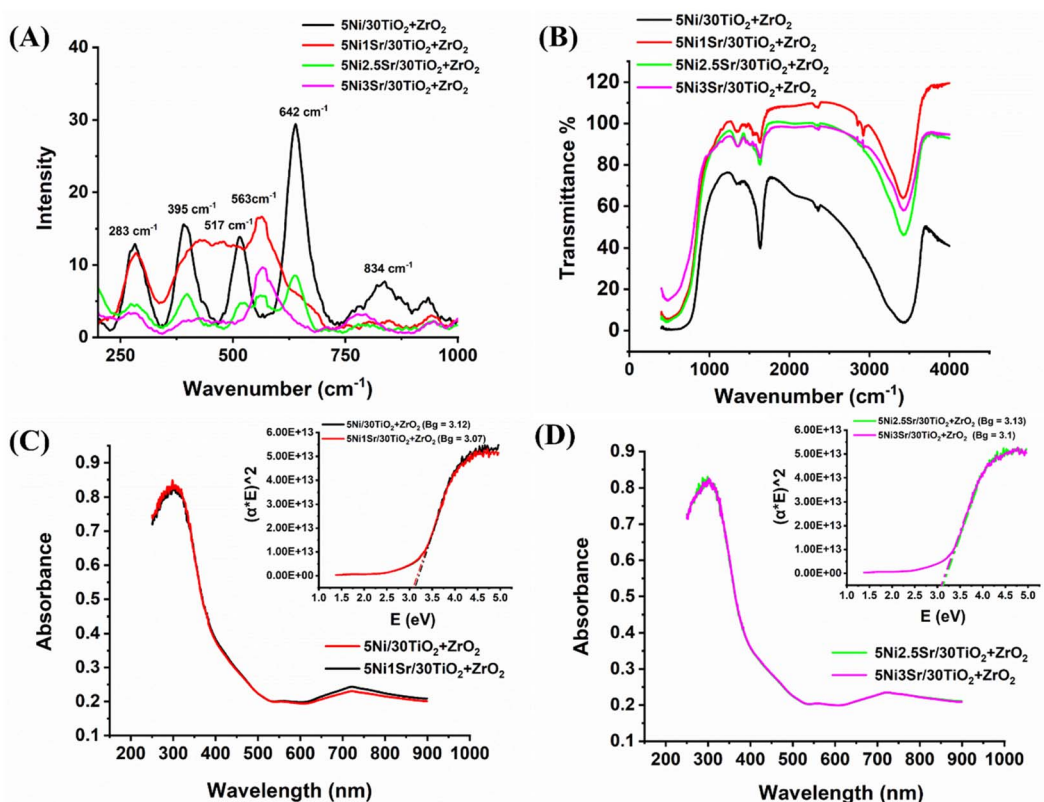 (A)
5Ni/30TiO₂+ZrO₂
5Ni1Sr/30TiO₂+ZrO₂
5Ni2.5Sr/30TiO₂+ZrO₂
5Ni3Sr/30TiO₂+ZrO₂
40
30
20
10
0
Intensity
283 cm⁻¹
395 cm⁻¹
517 cm⁻¹
563cm⁻¹
642 cm⁻¹
834 cm⁻¹
250 500 750 1000
Wavenumber (cm⁻¹)
(B)
5Ni/30TiO₂+ZrO₂
5Ni1Sr/30TiO₂+ZrO₂
5Ni2.5Sr/30TiO₂+ZrO₂
5Ni3Sr/30TiO₂+ZrO₂
120
100
80
60
40
20
0
Transmittance %
0 1000 2000 3000 4000
Wavenumber (cm⁻¹)
(C)
0.9
0.8
0.7
0.6
0.5
0.4
0.3
0.2
0.1
Absorbance
5Ni/30TiO₂+ZrO₂ (Bg = 3.12)
5Ni1Sr/30TiO₂+ZrO₂ (Bg = 3.07)
6.00E+13
5.00E+13
4.00E+13
3.00E+13
2.00E+13
1.00E+13
0.00E+00
(α*E)^2
1.0 1.5 2.0 2.5 3.0 3.5 4.0 4.5 5.0
E (eV)
5Ni/30TiO₂+ZrO₂
5Ni1Sr/30TiO₂+ZrO₂
200 300 400 500 600 700 800 900 1000
Wavelength (nm)
(D)
0.9
0.8
0.7
0.6
0.5
0.4
0.3
0.2
0.1
Absorbance
5Ni2.5Sr/30TiO₂+ZrO₂ (Bg = 3.13)
5Ni3Sr/30TiO₂+ZrO₂ (Bg = 3.1)
6.00E+13
5.00E+13
4.00E+13
3.00E+13
2.00E+13
1.00E+13
0.00E+00
(α*E)^2
1.0 1.5 2.0 2.5 3.0 3.5 4.0 4.5 5.0
E (eV)
5Ni2.5Sr/30TiO₂+ZrO₂
5Ni3Sr/30TiO₂+ZrO₂
200 300 400 500 600 700 800 900 1000
Wavelength (nm)